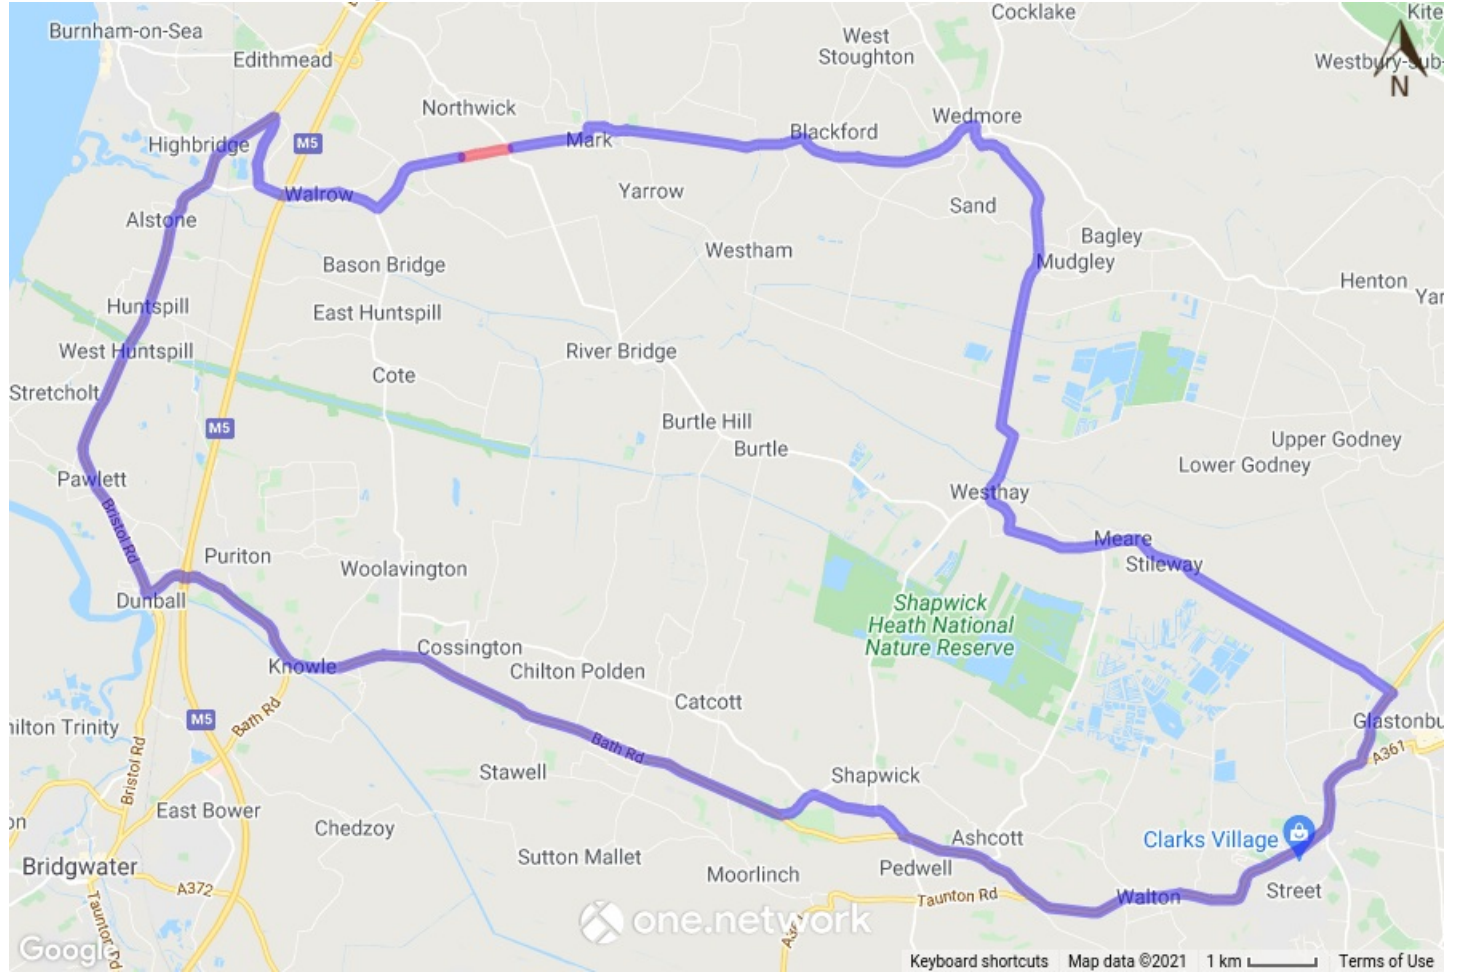 Cocklake
Kite
Burnham-on-Sea
West
Stoughton
Edithmead
Westbury-sub-
N
Northwick
Wedmore
Highbridge
M5
Mark
Blackford
Walrow
Yarrow
Sand
Alstone
Bagley
Westham
Mudgley
Bason Bridge
Henton
Yar
Huntspill
East Huntspill
West Huntspill
River Bridge
Cote
Stretcholt
Burtle Hill
M5
Burtle
Upper Godney
Lower Godney
Pawlett
Westhay
Bristol Rd
Meare
Puriton
Stileway
Woolavington
Dunball
Shapwick
Heath National
Nature Reserve
Cossington
Knowle
Chilton Polden
Catcott
M5
Bath Rd
hilton Trinity
Glastonbu
Bath Rd
A361
Bristol Rd
Stawell
Shapwick
East Bower
on
Chedzoy
Ashcott
Clarks Village
Sutton Mallet
Bridgwater
Moorlinch
Pedwell
A372
Taunton Rd
Walton
Street
one.network
Taunton Rd
Google
Keyboard shortcuts
Map data ©2021
1 km
Terms of Use